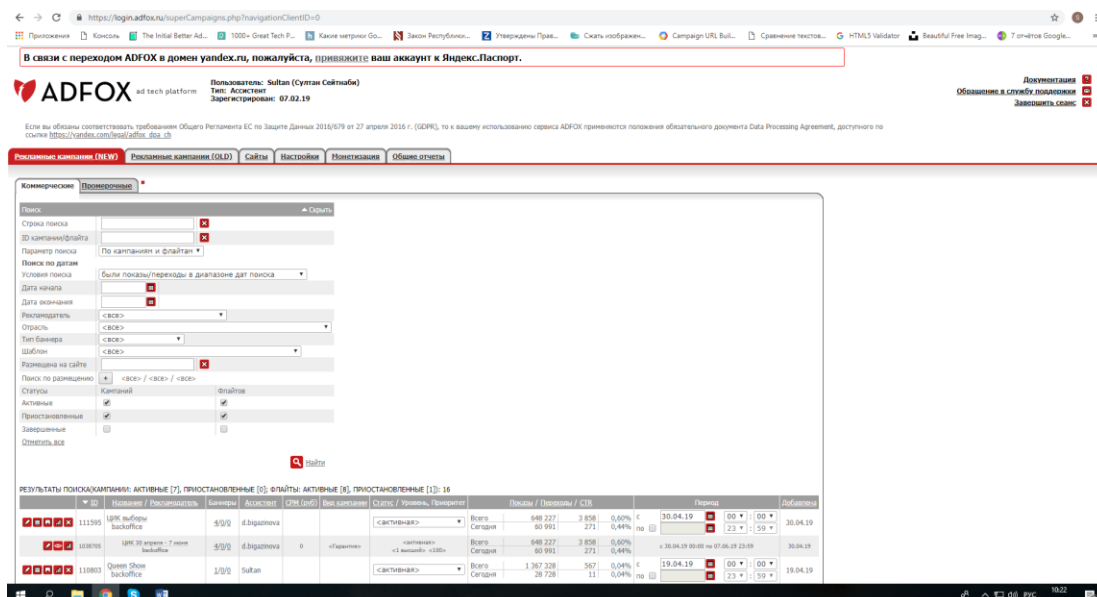 https://login.adfox.ru/superCampaigns.php?navigationClientID=0
Приложения Консоль The Initial Better Ad... 1000+ Great Tech P... Какие метрики Go... Закон Республики... Утверждены Прав... Сжать изображен... Campaign URL Buil... Сравнение текстов... HTML5 Validator Beautiful Free Imag... 7 отчётов Google...
В связи с переходом ADFOX в домен yandex.ru, пожалуйста, привяжите ваш аккаунт к Яндекс.Паспорт.
ADFOX ad tech platform
Пользователь: Sultan (Султан Сейтнаби)
Тип: Ассистент
Зарегистрирован: 07.02.19
Документация ?
Обращение в службу поддержки
Завершить сеанс
Если вы обязаны соответствовать требованиям Общего Регламента ЕС по Защите Данных 2016/679 от 27 апреля 2016 г. (GDPR), то к вашему использованию сервиса ADFOX применяются положения обязательного документа Data Processing Agreement, доступного по
ссылке https://yandex.com/legal/adfox_dpa_ch
Рекламные кампании (NEW) Рекламные кампании (OLD) Сайты Настройки Монетизация Общие отчеты
Коммерческие Промерочные *
Поиск Скрыть
Строка поиска
ID кампании/флайта
Параметр поиска По кампаниям и флайтам
Поиск по датам
Условия поиска были показы/переходы в диапазоне дат поиска
Дата начала
Дата окончания
Рекламодатель <все>
Отрасль <все>
Тип баннера <все>
Шаблон <все>
Размещена на сайте
Поиск по размещению + <все> / <все> / <все>
Статусы Кампаний Флайтов
Активные
Приостановленные
Завершенные
Отметить все
Найти
РЕЗУЛЬТАТЫ ПОИСКА(КАМПАНИИ: АКТИВНЫЕ [7], ПРИОСТАНОВЛЕННЫЕ [0]; ФЛАЙТЫ: АКТИВНЫЕ [8], ПРИОСТАНОВЛЕННЫЕ [1]): 16
ID Название / Рекламодатель Баннеры Ассистент CPM (руб) Вид кампании Статус / Уровень, Приоритет Показы / Переходы / CTR Период Добавлена
111595 ЦИК выборы backoffice 4/0/0 d.bigazinova <активная> Всего 648 227 3 858 0,60% с 30.04.19 00 : 00 30.04.19
Сегодня 60 991 271 0,44% по 23 : 59
1038705 ЦИК 30 апреля - 7 июня backoffice 4/0/0 d.bigazinova 0 «Гарантия» <активная> Всего 648 227 3 858 0,60% с 30.04.19 00:00 по 07.06.19 23:59 30.04.19
<1 высший> <100> Сегодня 60 991 271 0,44%
110803 Queen Show backoffice 1/0/0 Sultan <активная> Всего 1 367 328 567 0,04% с 19.04.19 00 : 00 19.04.19
Сегодня 28 728 11 0,04% по 23 : 59
РУС 10:22